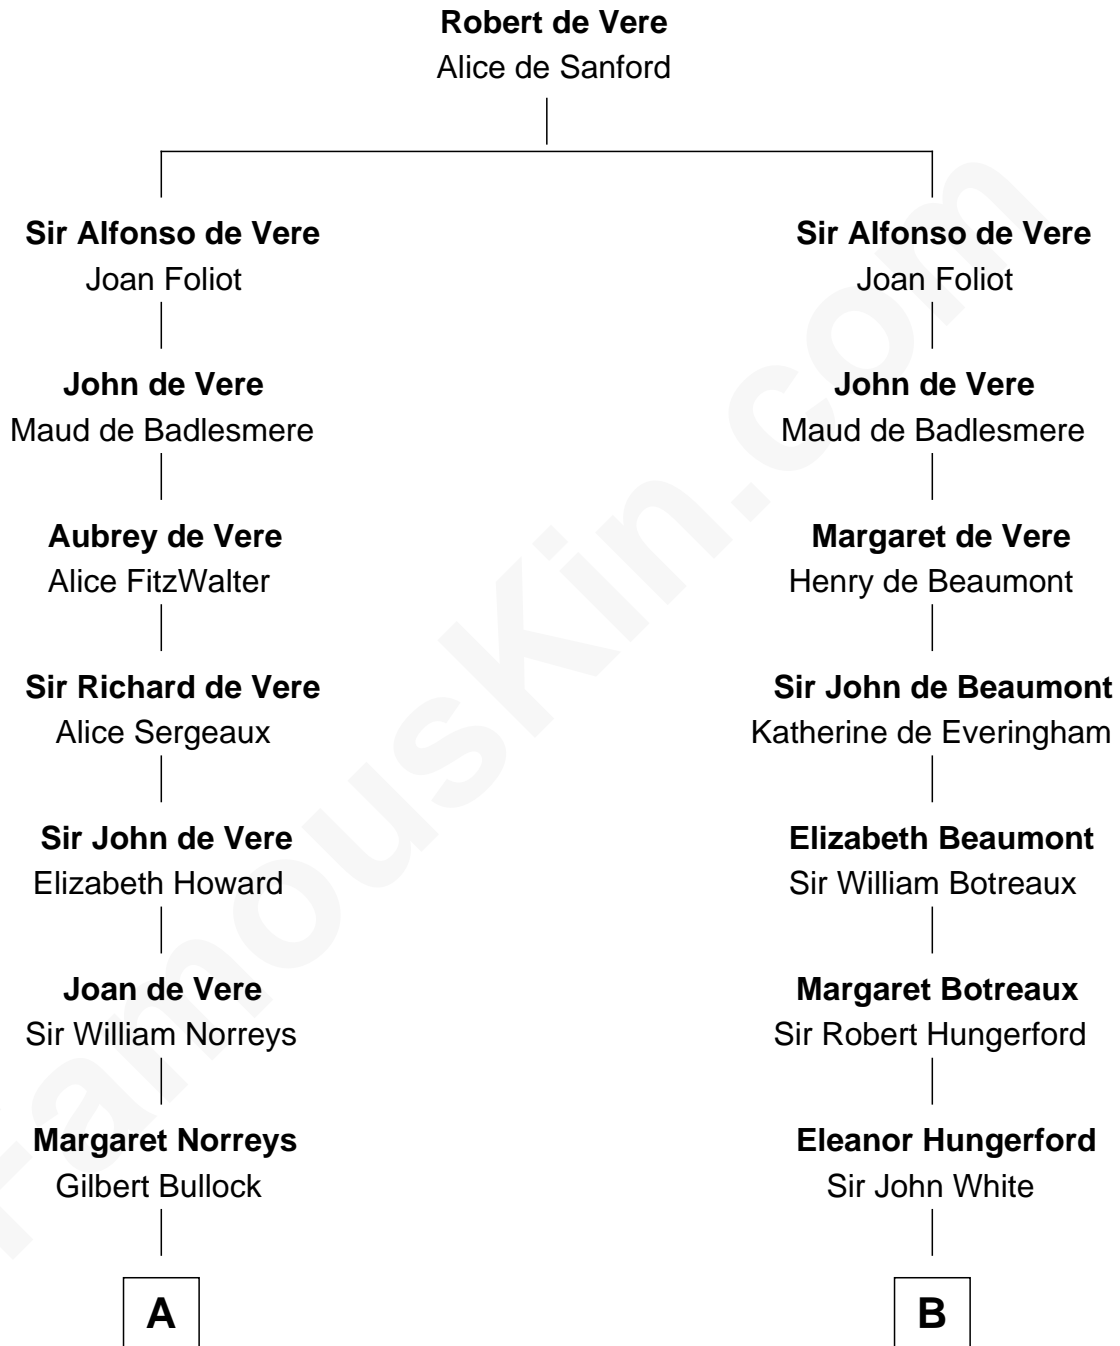 Robert de Vere
Alice de Sanford
Sir Alfonso de Vere
Joan Foliot
Sir Alfonso de Vere
Joan Foliot
John de Vere
Maud de Badlesmere
John de Vere
Maud de Badlesmere
Aubrey de Vere
Alice FitzWalter
Margaret de Vere
Henry de Beaumont
Sir Richard de Vere
Alice Sergeaux
Sir John de Beaumont
Katherine de Everingham
Sir John de Vere
Elizabeth Howard
Elizabeth Beaumont
Sir William Botreaux
Joan de Vere
Sir William Norreys
Margaret Botreaux
Sir Robert Hungerford
Margaret Norreys
Gilbert Bullock
Eleanor Hungerford
Sir John White
A
B
FamousKin.com